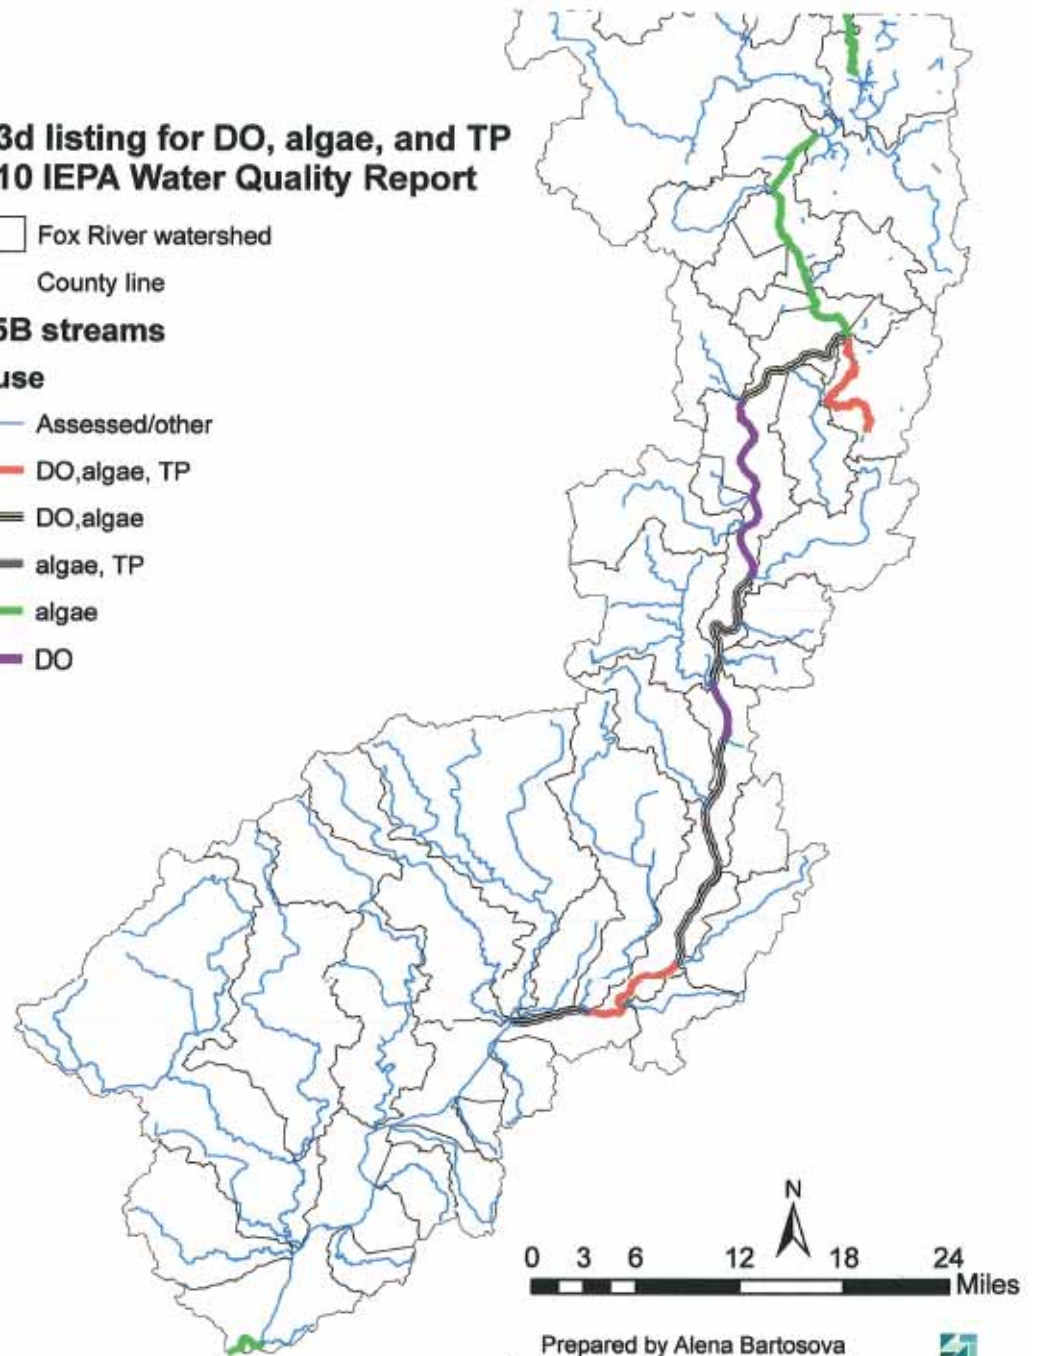 3d listing for DO, algae, and TP
10 IEPA Water Quality Report
Fox River watershed
County line
5B streams
use
Assessed/other
DO,algae, TP
DO,algae
algae, TP
algae
DO
N
0 3 6 12 18 24
Miles
Prepared by Alena Bartosova